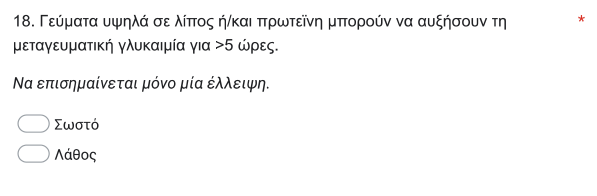 18. Γεύματα υψηλά σε λίπος ή/και πρωτεϊνη μπορούν να αυξήσουν τη *
μεταγευματική γλυκαιμία για >5 ώρες.
Να επισημαίνεται μόνο μία έλλειψη.
Σωστό
Λάθος